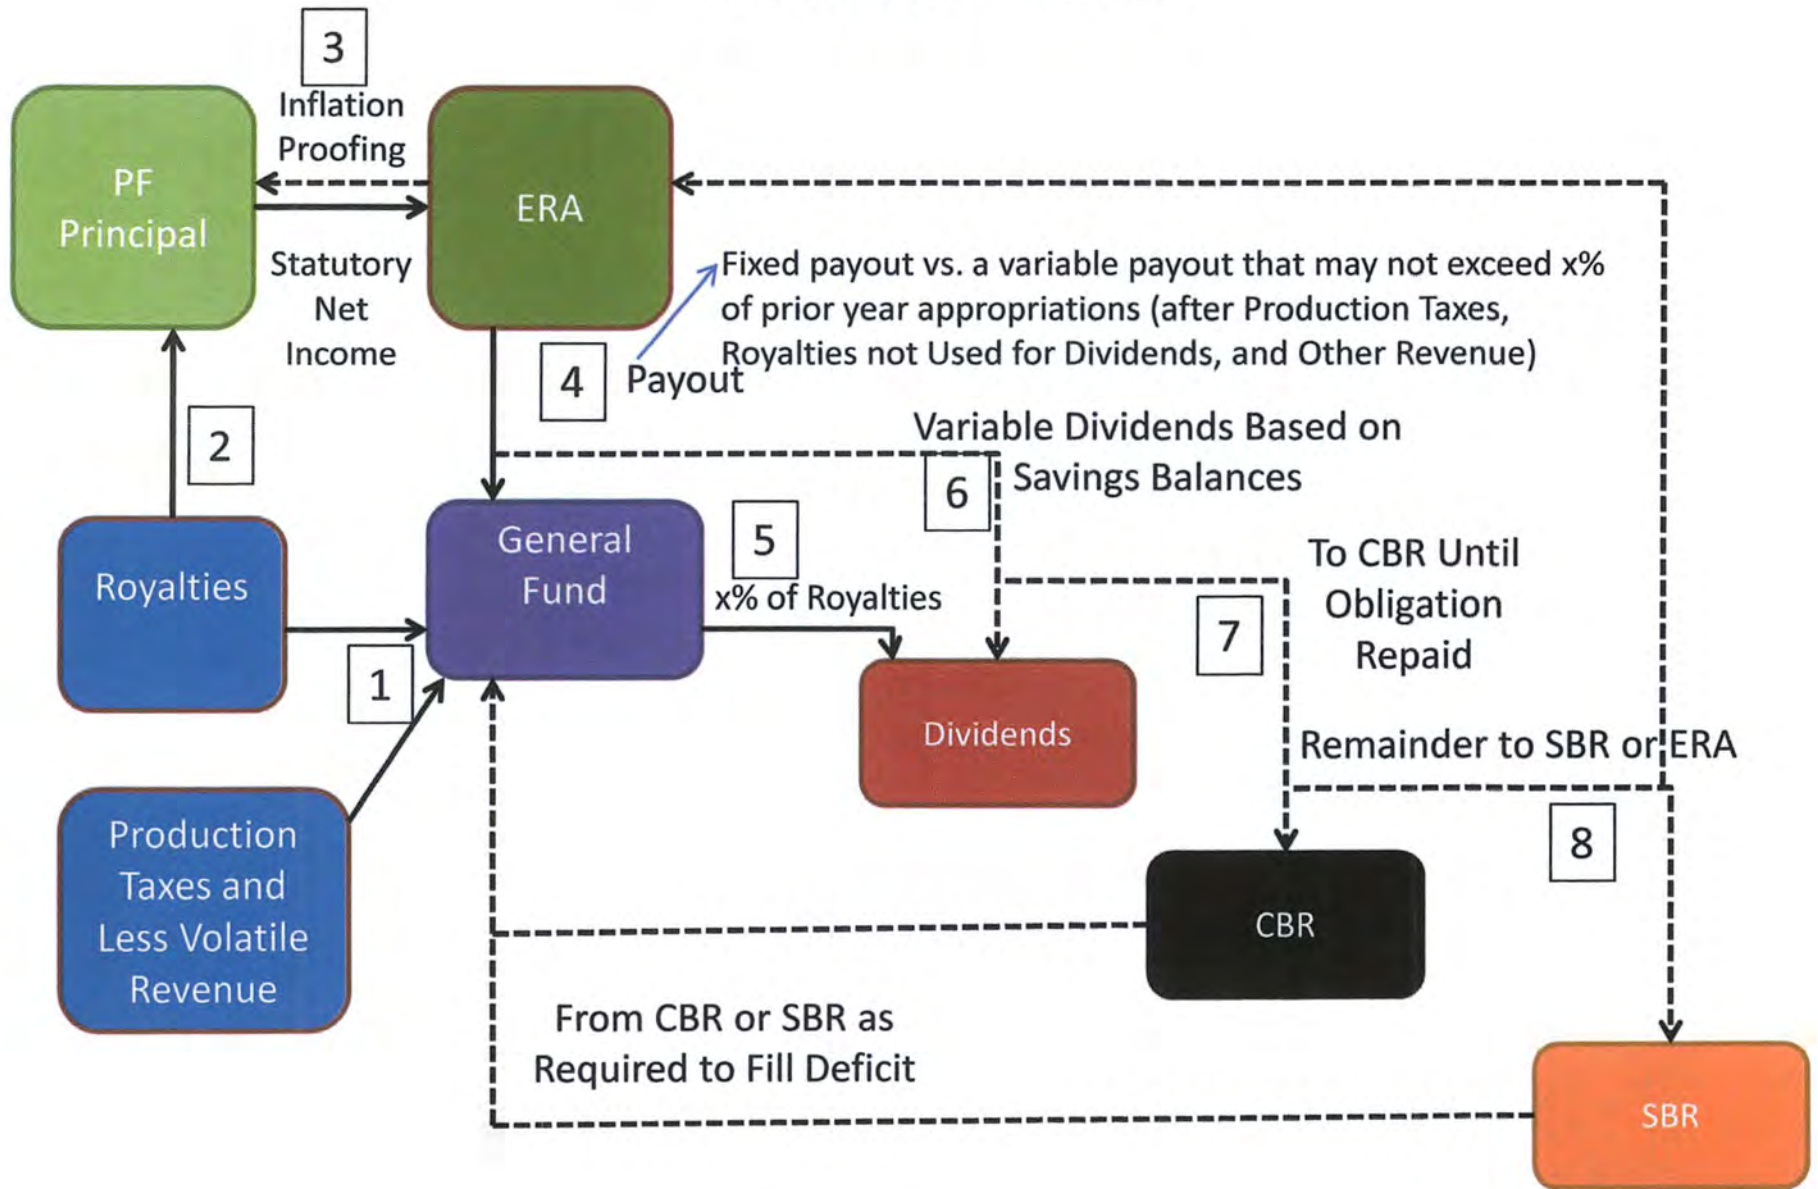 3
Inflation
Proofing
PF
Principal
ERA
Statutory
Net
Income
Fixed payout vs. a variable payout that may not exceed x%
of prior year appropriations (after Production Taxes,
Royalties not Used for Dividends, and Other Revenue)
4
Payout
2
Variable Dividends Based on
Savings Balances
6
General
Fund
5
x% of Royalties
To CBR Until
Obligation
Repaid
7
Royalties
1
Dividends
Remainder to SBR or ERA
8
Production
Taxes and
Less Volatile
Revenue
CBR
From CBR or SBR as
Required to Fill Deficit
SBR